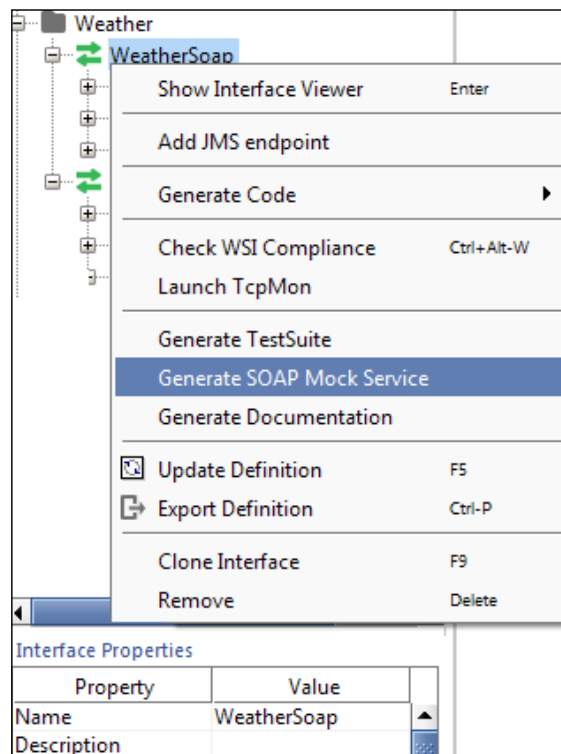 Weather
WeatherSoap
Show Interface Viewer Enter
Add JMS endpoint
Generate Code
Check WSI Compliance Ctrl+Alt-W
Launch TcpMon
Generate TestSuite
Generate SOAP Mock Service
Generate Documentation
Update Definition F5
Export Definition Ctrl-P
Clone Interface F9
Remove Delete
Interface Properties
Property Value
Name WeatherSoap
Description